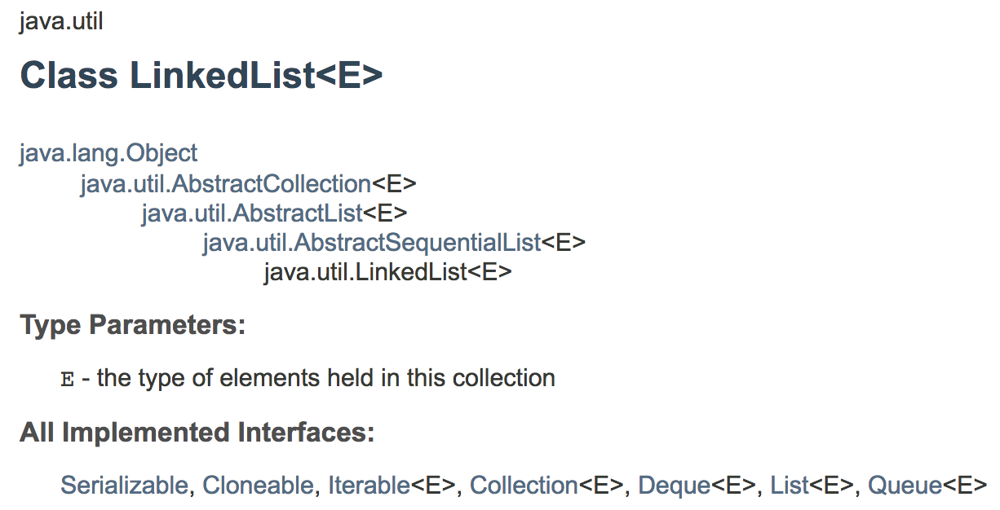 java.util
Class LinkedList<E>
java.lang.Object
java.util.AbstractCollection<E>
java.util.AbstractList<E>
java.util.AbstractSequentialList<E>
java.util.LinkedList<E>
Type Parameters:
E - the type of elements held in this collection
All Implemented Interfaces:
Serializable, Cloneable, Iterable<E>, Collection<E>, Deque<E>, List<E>, Queue<E>